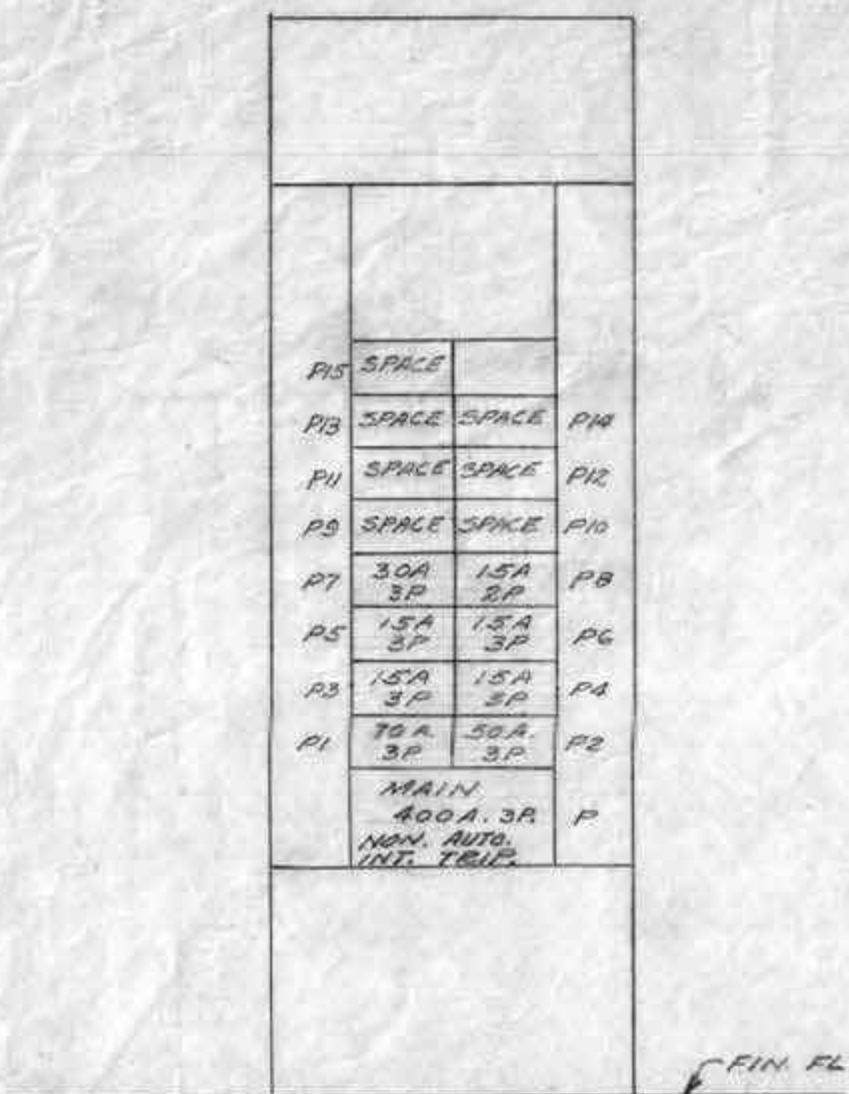 P15 SPACE
P13 SPACE SPACE P14
P11 SPACE SPACE P12
P9 SPACE SPACE P10
P7 30A 15A P8
3P 2P
P5 15A 15A P6
3P 3P
P3 15A 15A P4
3P 3P
P1 70A. 50A. P2
3P 3P
MAIN
400A. 3P. P
NON. AUTO.
INT. TRIP.
FIN. FL